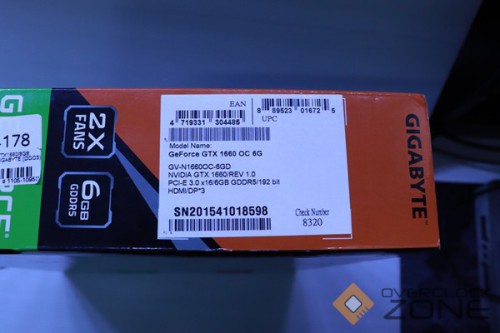 EAN
4 719331 304485
8 89523 01672 5
UPC
Model Name:
GeForce GTX 1660 OC 6G
GV-N1660OC-6GD
NVIDIA GTX 1660/REV 1.0
PCI-E 3.0 x16/6GB GDDR5/192 bit
HDMI/DP*3
SN201541018598
Check Number
8320
2X
FANS
6GB
GDDR5
GIGABYTE
178
OVERCLOCK
ZONE